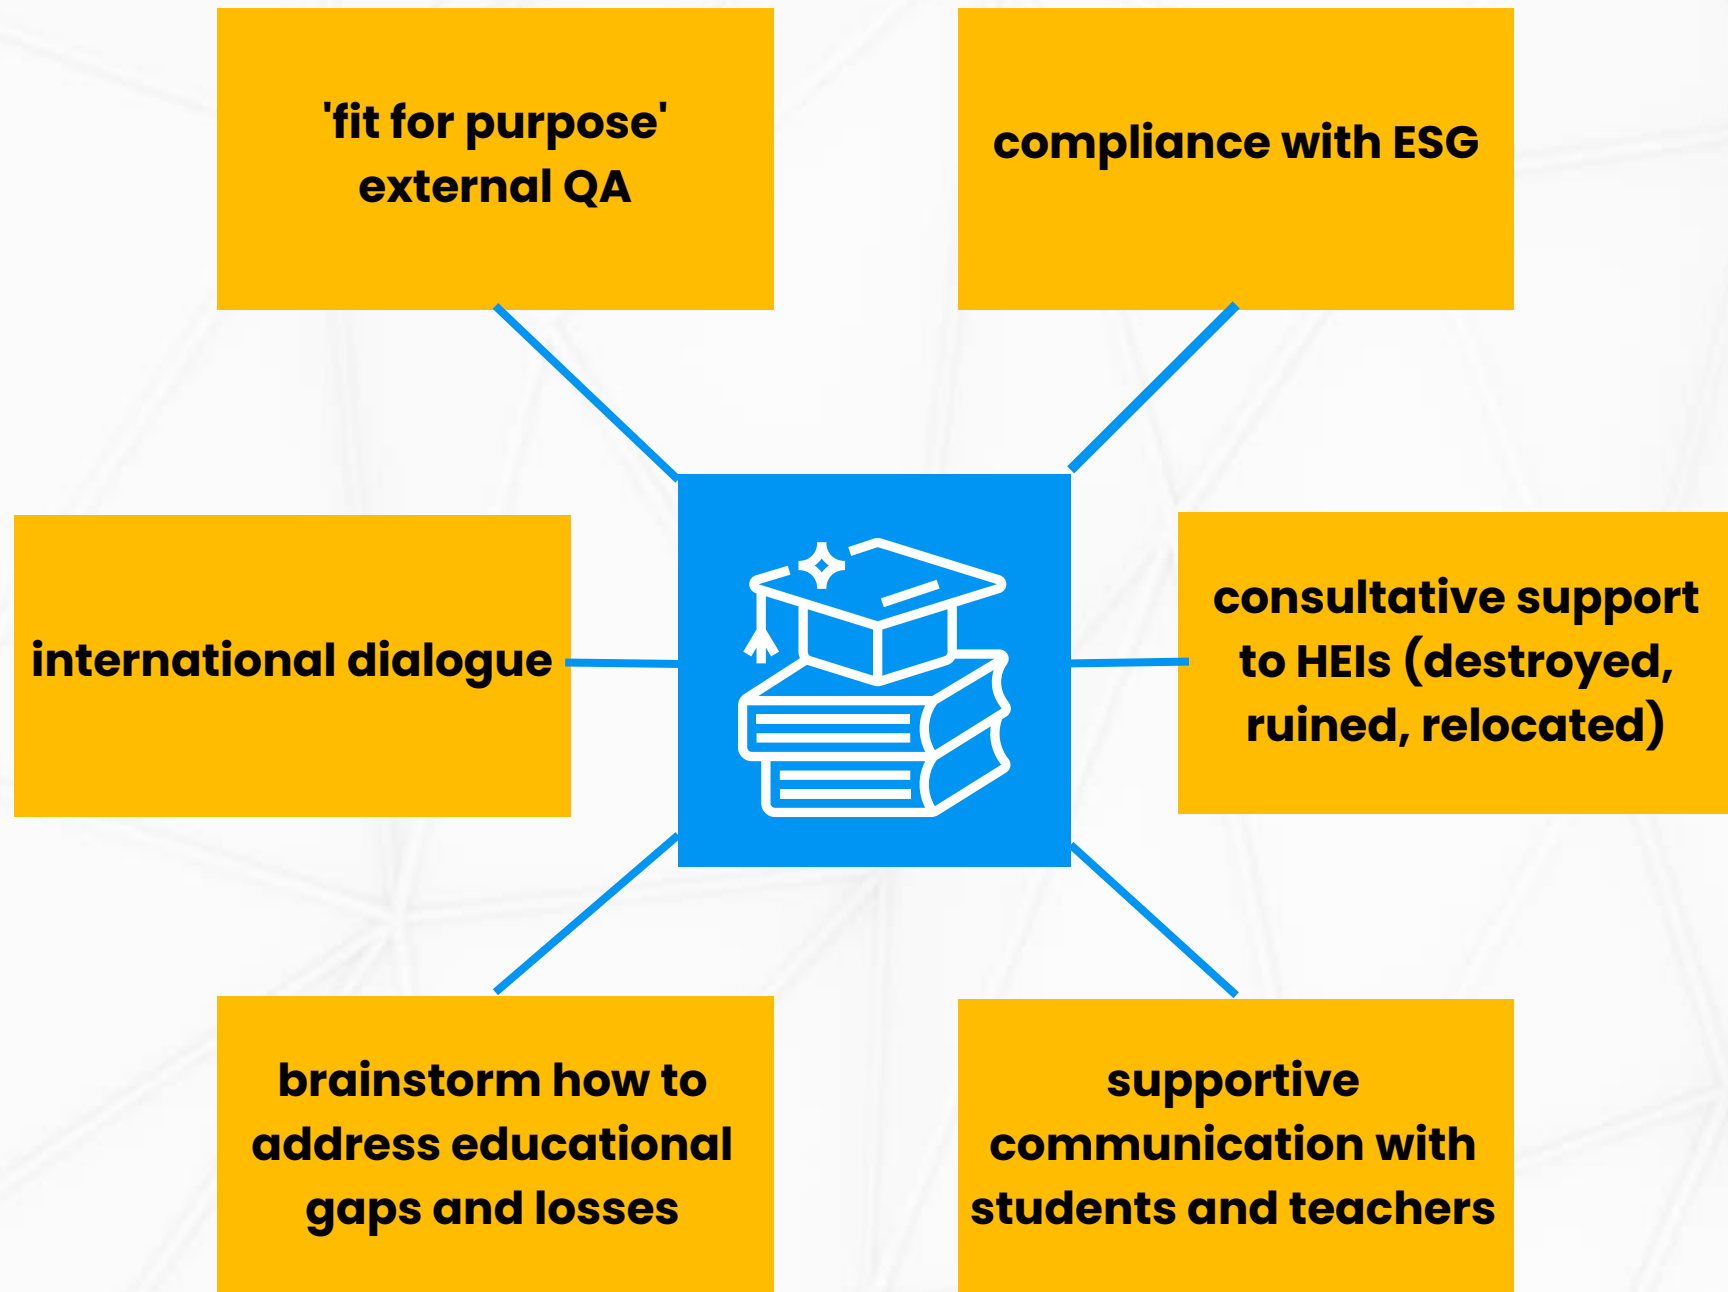 'fit for purpose'
external QA
compliance with ESG
international dialogue
consultative support
to HEIs (destroyed,
ruined, relocated)
brainstorm how to
address educational
gaps and losses
supportive
communication with
students and teachers